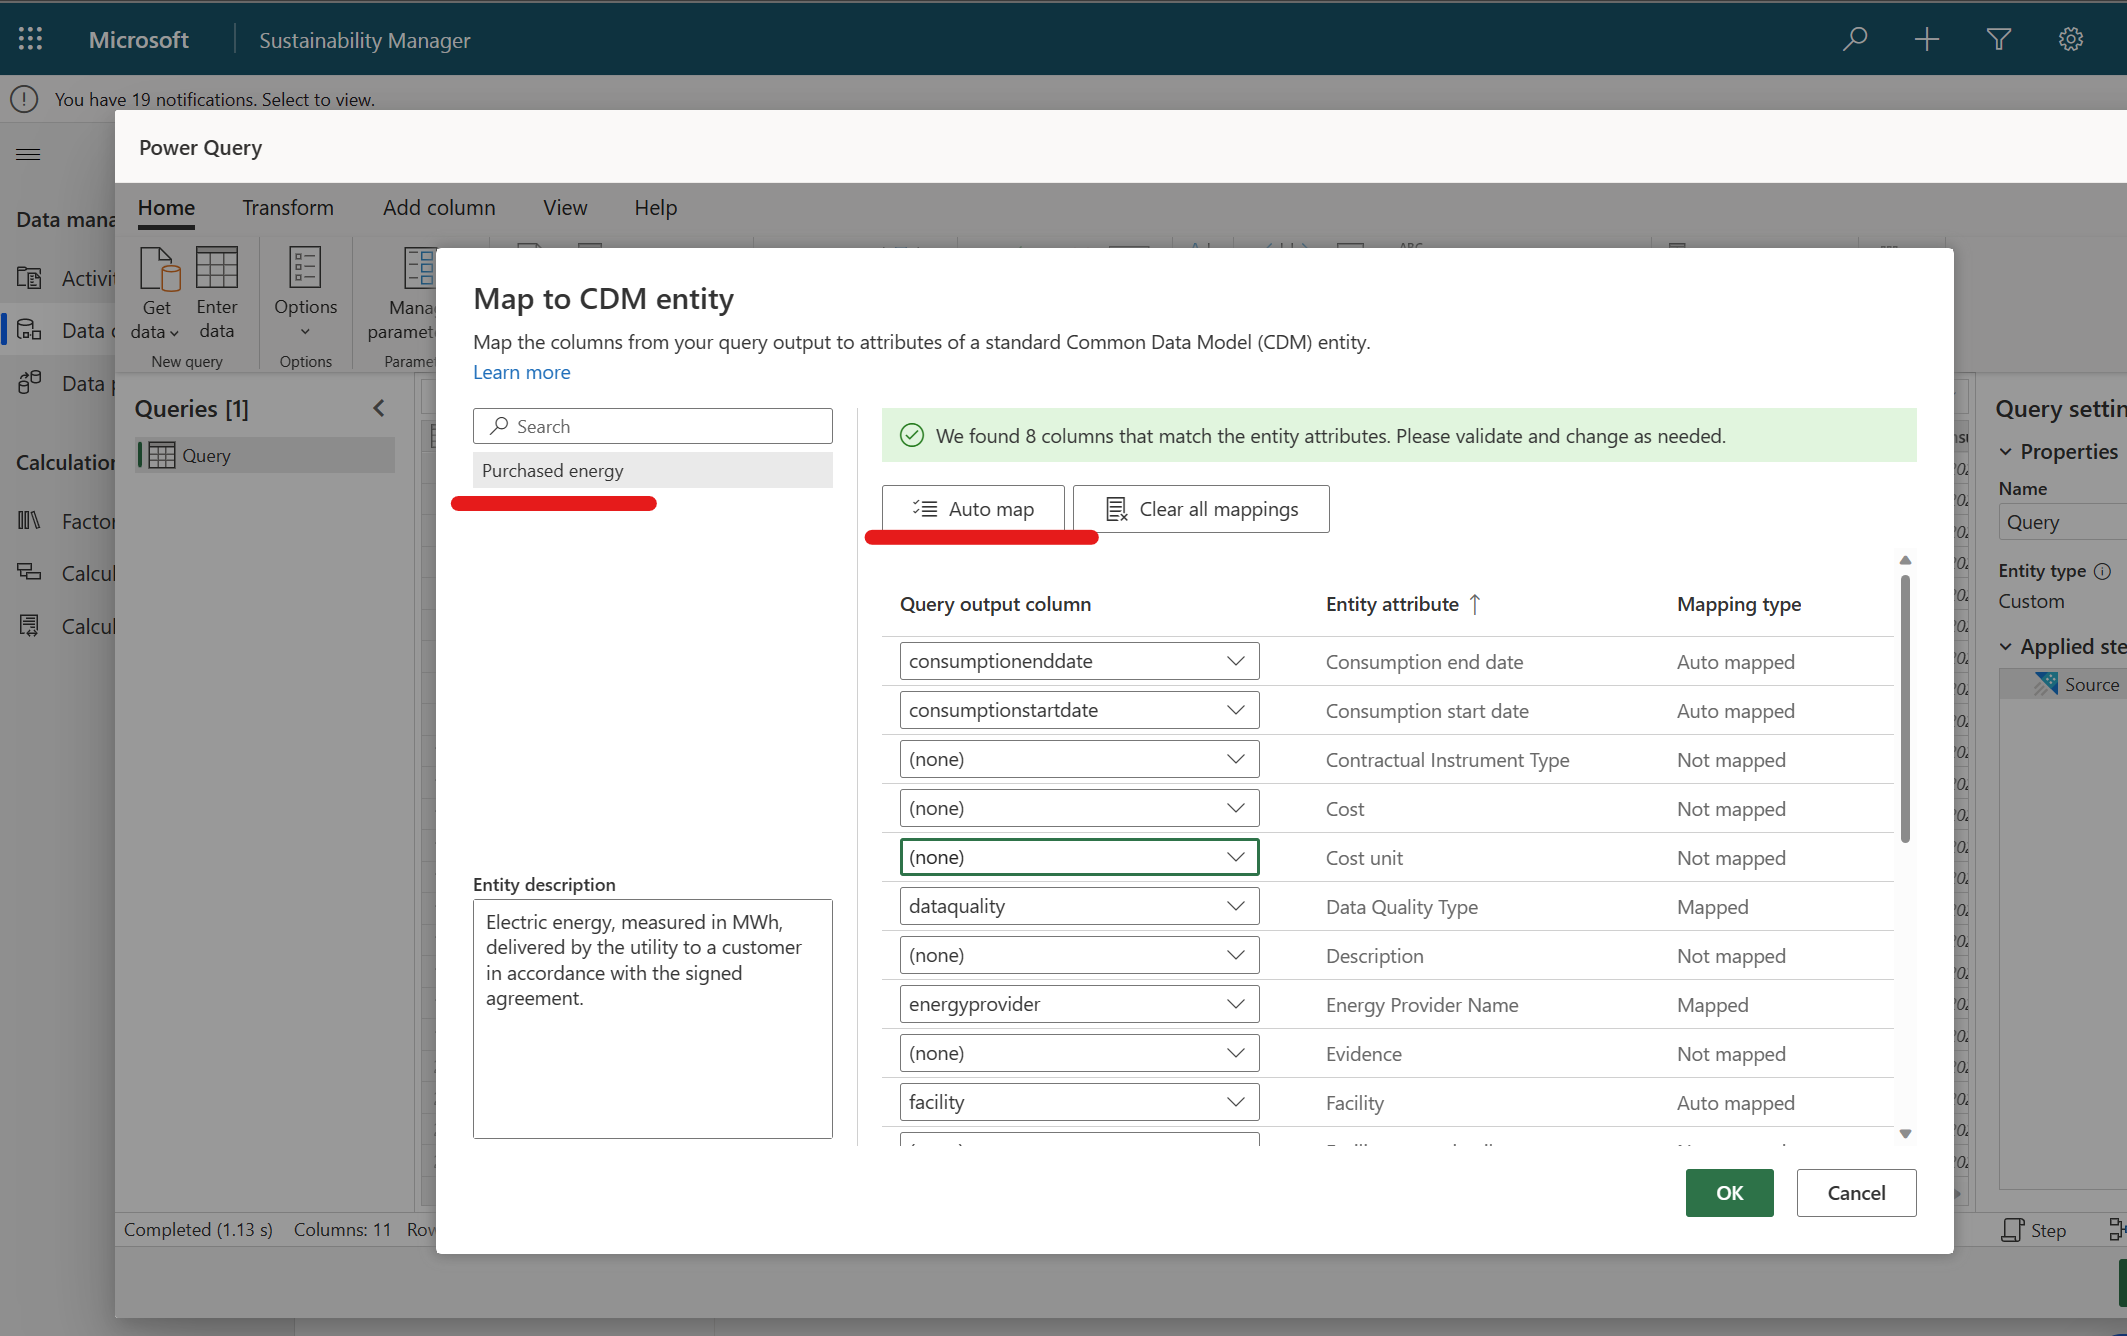 Microsoft
Sustainability Manager
You have 19 notifications. Select to view.
Power Query
Home
Transform
Add column
View
Help
Data mana
Activi
Data
Data
Calculation
Factor
Calcul
Calcul
Get
data
Enter
data
New query
Options
Options
Mana
paramet
Paramet
Queries [1]
Query
Map to CDM entity
Map the columns from your query output to attributes of a standard Common Data Model (CDM) entity.
Learn more
Search
Purchased energy
Entity description
Electric energy, measured in MWh,
delivered by the utility to a customer
in accordance with the signed
agreement.
We found 8 columns that match the entity attributes. Please validate and change as needed.
Auto map
Clear all mappings
Query output column Entity attribute Mapping type
consumptionenddate Consumption end date Auto mapped
consumptionstartdate Consumption start date Auto mapped
(none) Contractual Instrument Type Not mapped
(none) Cost Not mapped
(none) Cost unit Not mapped
dataquality Data Quality Type Mapped
(none) Description Not mapped
energyprovider Energy Provider Name Mapped
(none) Evidence Not mapped
facility Facility Auto mapped
OK
Cancel
Query settin
Properties
Name
Query
Entity type
Custom
Applied ste
Source
Completed (1.13 s) Columns: 11 Row
Step